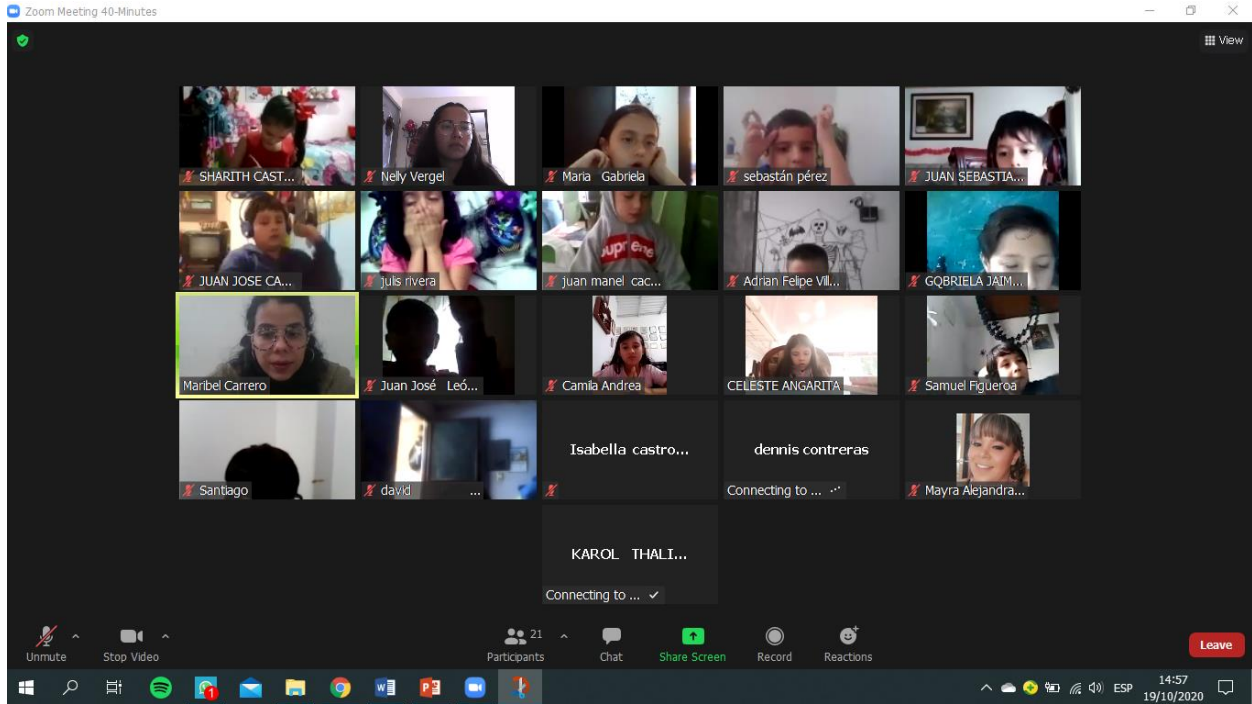 Zoom Meeting 40-Minutes
View
SHARITH CAST...
Nelly Vergel
Maria Gabriela
sebastán pérez
JUAN SEBASTIA...
JUAN JOSE CA...
julis rivera
juan manel cac...
Adrian Felipe Vill...
GQBRIELA JAIM...
Maribel Carrero
Juan José Leó...
Camila Andrea
CELESTE ANGARITA
Samuel Figueroa
Santiago
david ...
Isabella castro...
dennis contreras
Connecting to ...
Mayra Alejandra...
KAROL THALI...
Connecting to ...
Unmute
Stop Video
21
Participants
Chat
Share Screen
Record
Reactions
Leave
1
ESP
14:57
19/10/2020